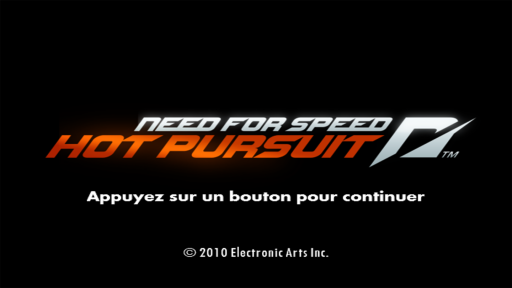 NEED FOR SPEED
HOT PURSUIT
TM
Appuyez sur un bouton pour continuer
© 2010 Electronic Arts Inc.